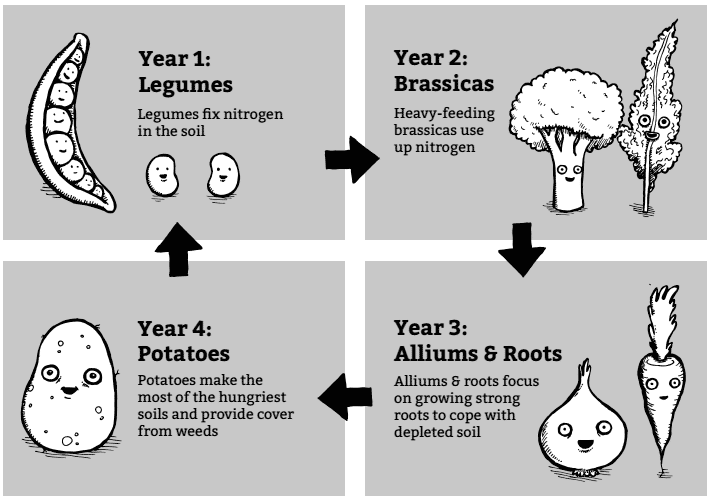 Year 1:
Legumes
Legumes fix nitrogen
in the soil
Year 2:
Brassicas
Heavy-feeding
brassicas use
up nitrogen
Year 3:
Alliums & Roots
Alliums & roots focus
on growing strong
roots to cope with
depleted soil
Year 4:
Potatoes
Potatoes make the
most of the hungriest
soils and provide cover
from weeds